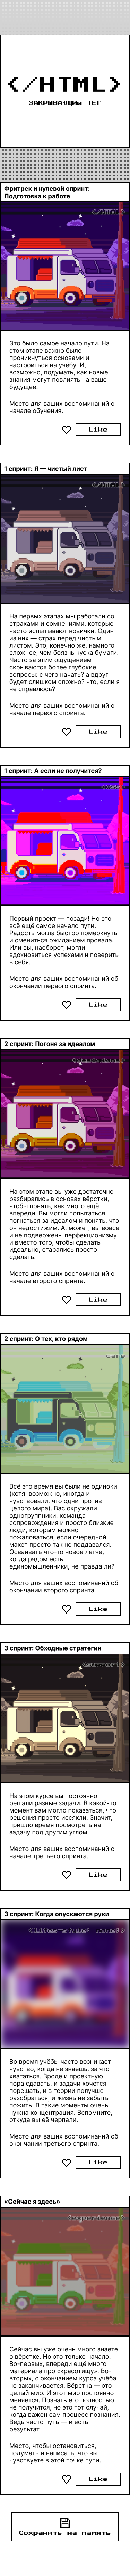 </HTML>
ЗАКРЫВАЮЩИЙ ТЕГ
Фритрек и нулевой спринт:
Подготовка к работе
</HTML>
Это было самое начало пути. На
этом этапе важно было
проникнуться основами и
настроиться на учёбу. И,
возможно, подумать, как новые
знания могут повлиять на ваше
будущее.
Место для ваших воспоминаний о
начале обучения.
Like
1 спринт: Я — чистый лист
</HTML>
На первых этапах мы работали со
страхами и сомнениями, которые
часто испытывают новички. Один
из них — страх перед чистым
листом. Это, конечно же, намного
сложнее, чем боязнь куска бумаги.
Часто за этим ощущением
скрываются более глубокие
вопросы: с чего начать? а вдруг
будет слишком сложно? что, если я
не справлюсь?
Место для ваших воспоминаний о
начале первого спринта.
Like
1 спринт: А если не получится?
Первый проект — позади! Но это
всё ещё самое начало пути.
Радость могла быстро померкнуть
и смениться ожиданием провала.
Или вы, наоборот, могли
вдохновиться успехами и поверить
в себя.
Место для ваших воспоминаний об
окончании первого спринта.
Like
2 спринт: Погоня за идеалом
На этом этапе вы уже достаточно
разбирались в основах вёрстки,
чтобы понять, как много ещё
впереди. Вы могли попытаться
погнаться за идеалом и понять, что
он недостижим. А, может, вы вовсе
и не подвержены перфекционизму
и вместо того, чтобы сделать
идеально, старались просто
сделать.
Место для ваших воспоминаний о
начале второго спринта.
Like
2 спринт: О тех, кто рядом
care
Всё это время вы были не одиноки
(хотя, возможно, иногда и
чувствовали, что одни против
целого мира). Вас окружали
одногруппники, команда
сопровождения и просто близкие
люди, которым можно
пожаловаться, если очередной
макет просто так не поддавался.
Осваивать что-то новое легче,
когда рядом есть
единомышленники, не правда ли?
Место для ваших воспоминаний об
окончании второго спринта.
Like
3 спринт: Обходные стратегии
<support>
На этом курсе вы постоянно
решали разные задачи. В какой-то
момент вам могло показаться, что
решения просто иссякли. Значит,
пришло время посмотреть на
задачу под другим углом.
Место для ваших воспоминаний о
начале третьего спринта.
Like
3 спринт: Когда опускаются руки
Во время учёбы часто возникает
чувство, когда не знаешь, за что
хвататься. Вроде и проектную
пора сдавать, и задачи хочется
порешать, и в теории получше
разобраться, и жизнь не забыть
пожить. В такие моменты очень
нужна концентрация. Вспомните,
откуда вы её черпали.
Место для ваших воспоминаний об
окончании третьего спринта.
Like
«Сейчас я здесь»
Сейчас вы уже очень много знаете
о вёрстке. Но это только начало.
Во-первых, впереди ещё много
материала про «красотищу». Во-
вторых, с окончанием курса учёба
не заканчивается. Вёрстка — это
целый мир. И этот мир постоянно
меняется. Познать его полностью
не получится, но это тот случай,
когда важен сам процесс познания.
Ведь часто путь — и есть
результат.
Место, чтобы остановиться,
подумать и написать, что вы
чувствуете в этой точке пути.
Like
Сохранить на память